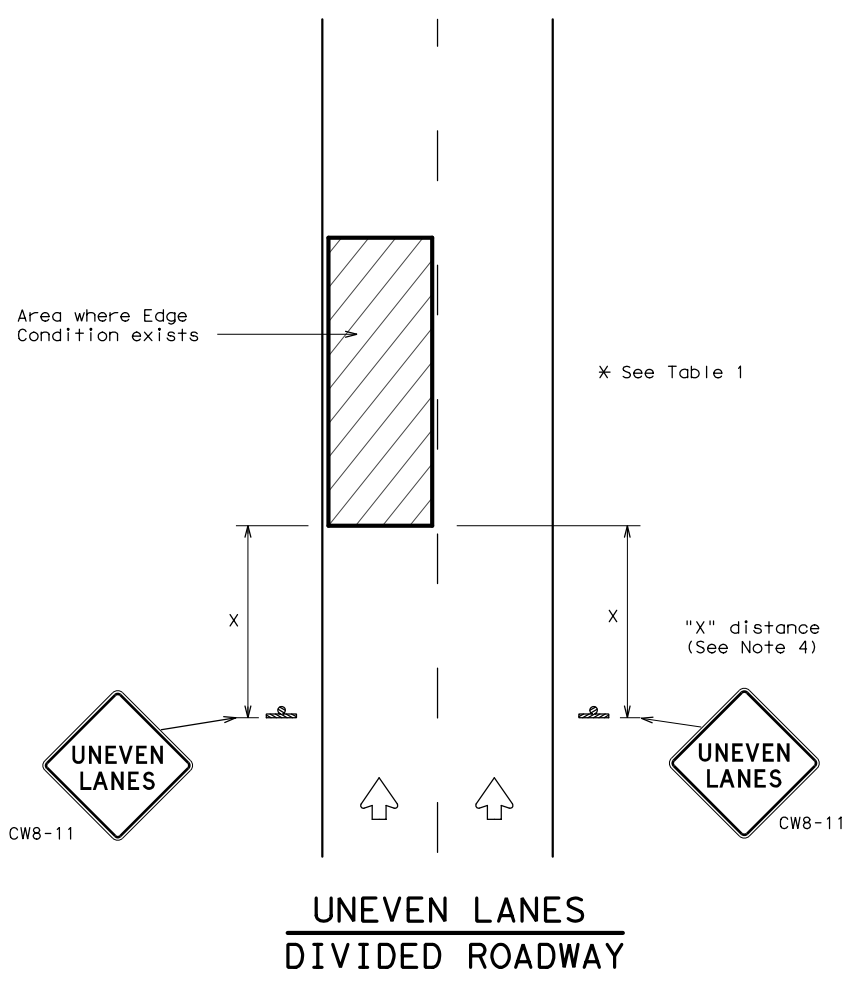 Area where Edge
Condition exists
* See Table 1
X
X
"X" distance
(See Note 4)
UNEVEN
LANES
CW8-11
UNEVEN
LANES
CW8-11
UNEVEN LANES
DIVIDED ROADWAY